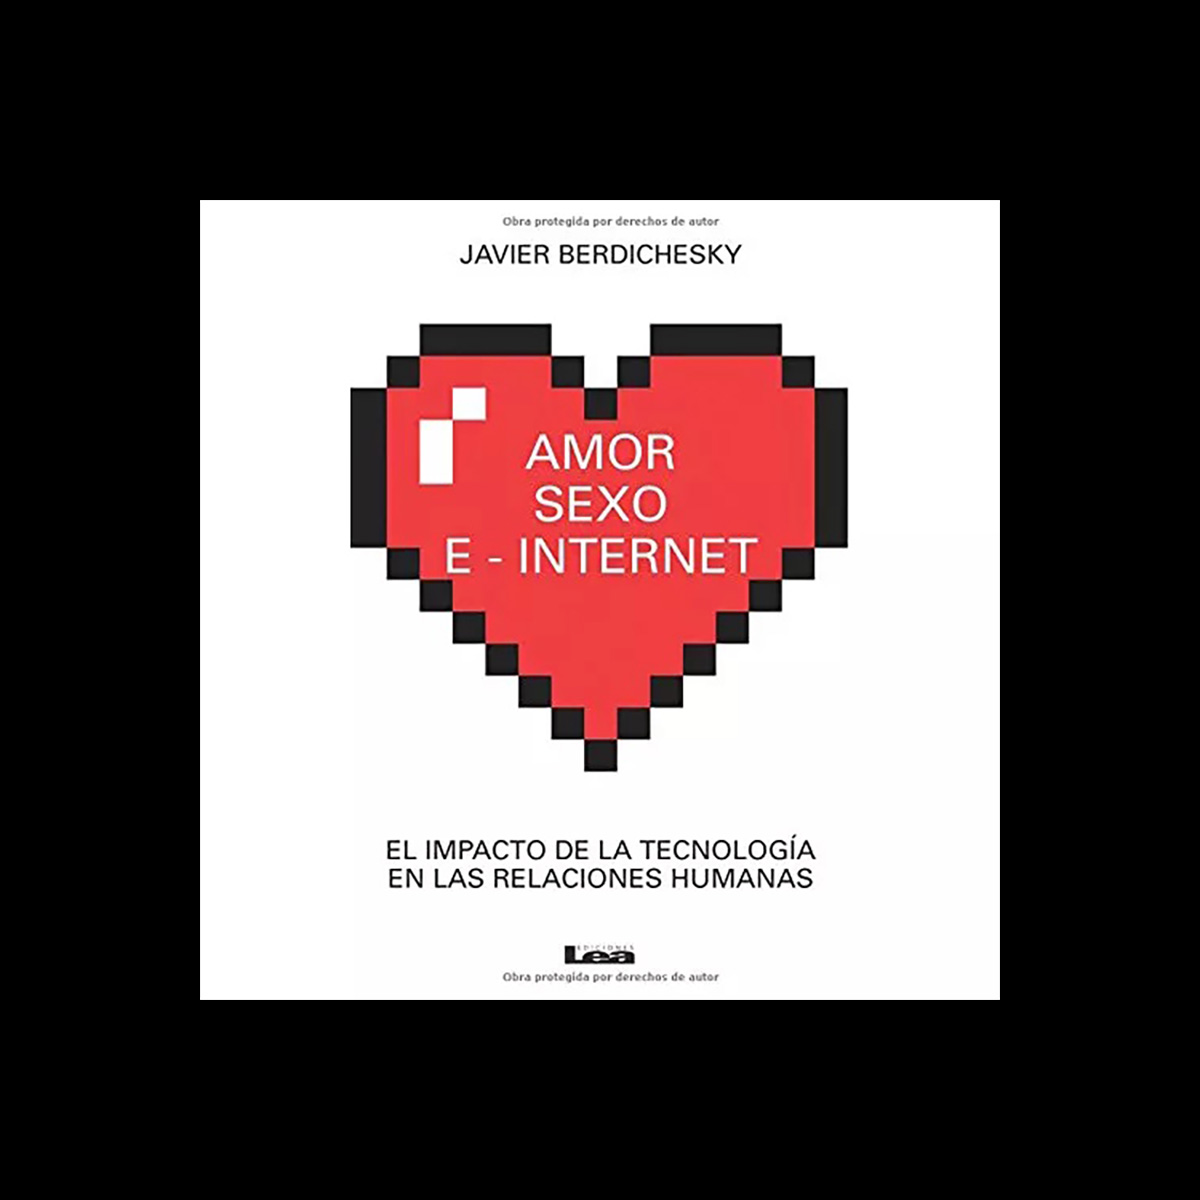 Obra protegida por derechos de autor
JAVIER BERDICHESKY
AMOR
SEXO
E - INTERNET
EL IMPACTO DE LA TECNOLOGÍA
EN LAS RELACIONES HUMANAS
EDICIONES
Lea
Obra protegida por derechos de autor